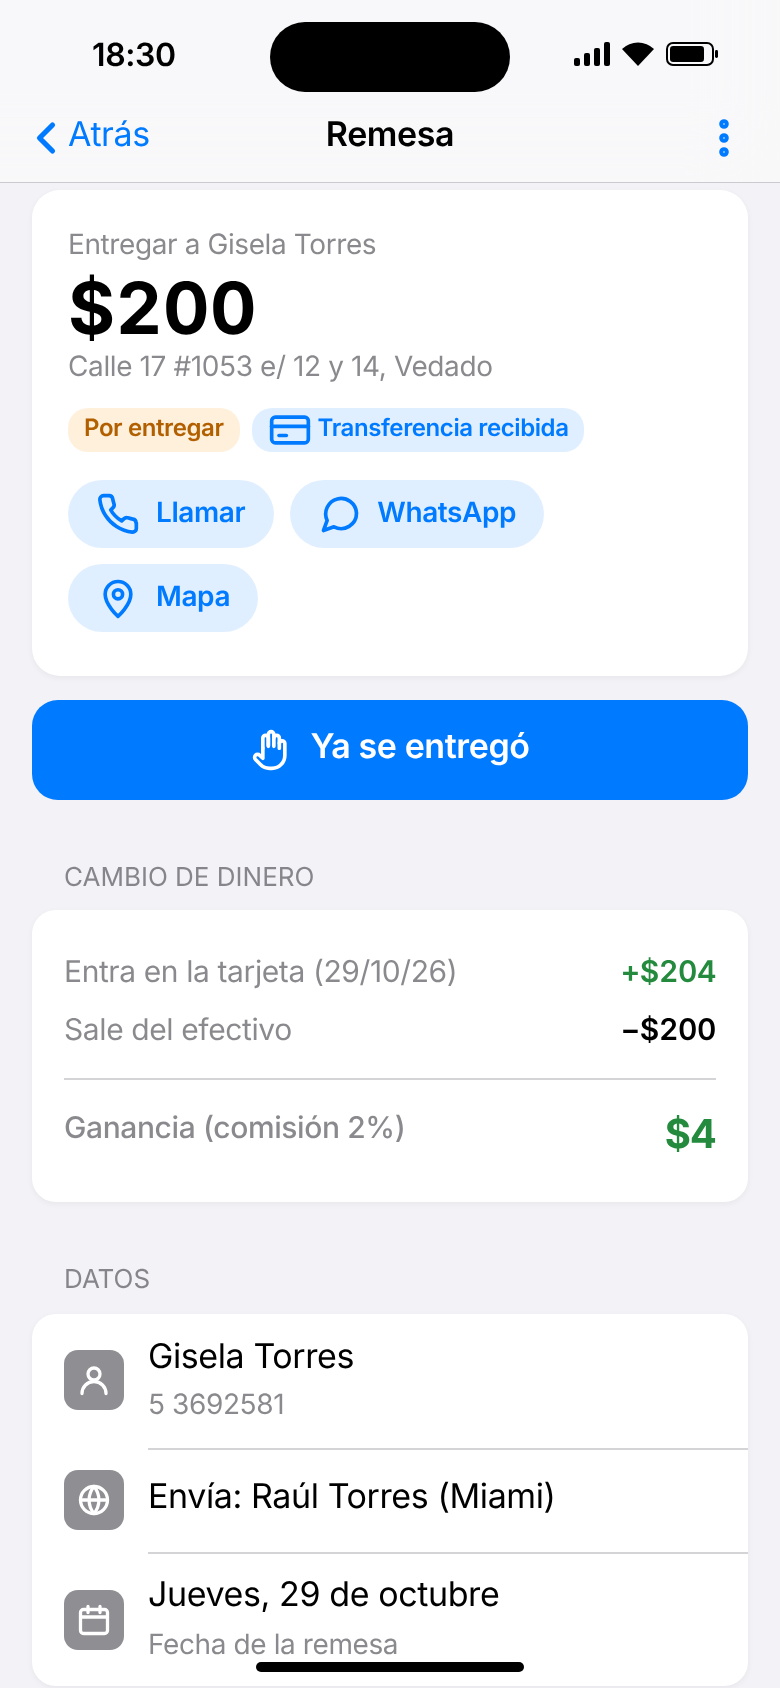 18:30
Atrás
Remesa
Entregar a Gisela Torres
$200
Calle 17 #1053 e/ 12 y 14, Vedado
Por entregar
Transferencia recibida
Llamar
WhatsApp
Mapa
Ya se entregó
CAMBIO DE DINERO
Entra en la tarjeta (29/10/26) +$204
Sale del efectivo –$200
Ganancia (comisión 2%) $4
DATOS
Gisela Torres
5 3692581
Envía: Raúl Torres (Miami)
Jueves, 29 de octubre
Fecha de la remesa